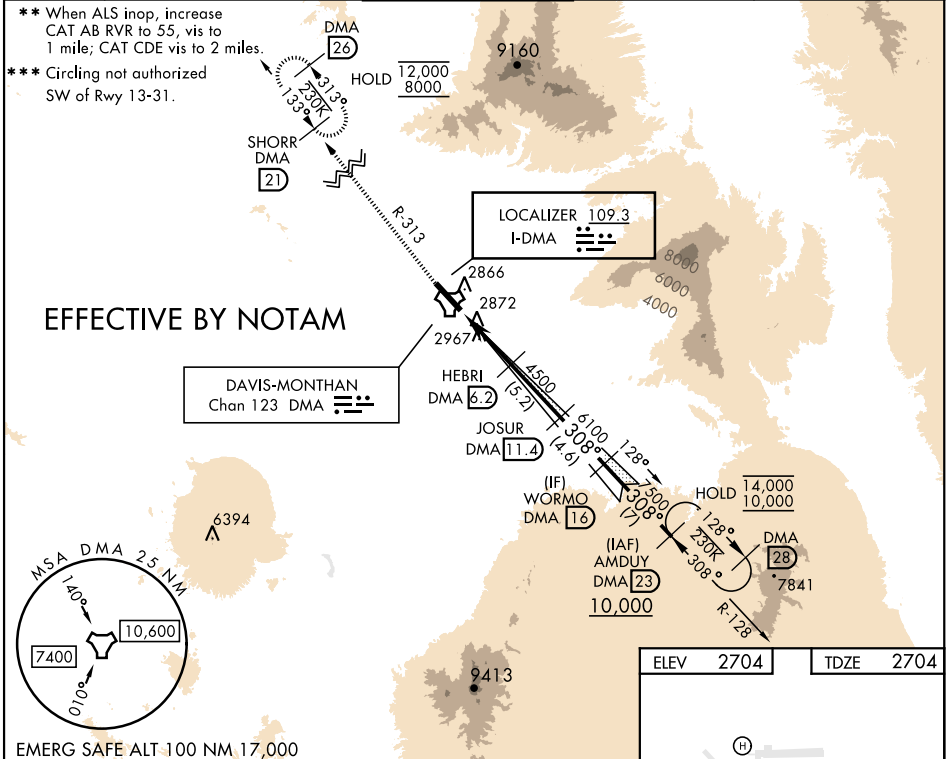 ** When ALS inop, increase
CAT AB RVR to 55, vis to
1 mile; CAT CDE vis to 2 miles.
*** Circling not authorized
SW of Rwy 13-31.
DMA
26
HOLD
12,000
8000
313°
230K
133°
SHORR
DMA
21
9160
R-313
LOCALIZER 109.3
I-DMA
8000
6000
4000
2866
2872
2967
EFFECTIVE BY NOTAM
DAVIS-MONTHAN
Chan 123 DMA
HEBRI
DMA 6.2
4500
(5.2)
JOSUR
DMA 11.4
6100
308°
(4.6)
128°
(IF)
WORMO
DMA 16
7500
308°
(7)
HOLD
14,000
10,000
128°
230K
308°
(IAF)
AMDUY
DMA 23
10,000
DMA
28
7841
R-128
6394
MSA DMA 25 NM
140°
10,600
7400
010°
9413
EMERG SAFE ALT 100 NM 17,000
ELEV 2704
TDZE 2704
H